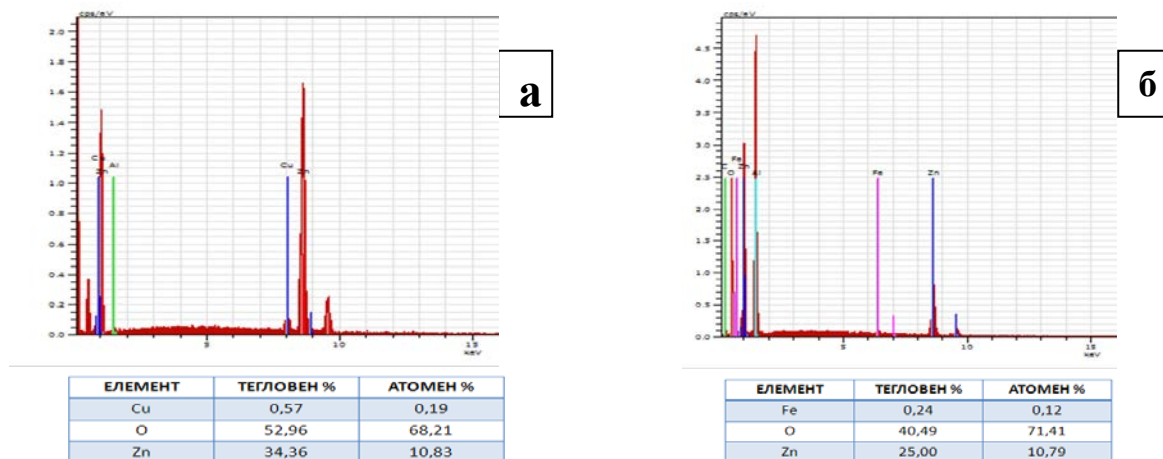 cps/eV
2.0
1.8
1.6
1.4
1.2
1.0
0.8
0.6
0.4
0.2
0.0
Zn
Al
Cu
Zn
5
10
15
keV
а
ЕЛЕМЕНТ ТЕГЛОВЕН % АТОМЕН %
Cu 0,57 0,19
O 52,96 68,21
Zn 34,36 10,83
cps/eV
4.5
4.0
3.5
3.0
2.5
2.0
1.5
1.0
0.5
0.0
C
O
Fe
Zn
Al
Fe
Zn
5
10
15
keV
б
ЕЛЕМЕНТ ТЕГЛОВЕН % АТОМЕН %
Fe 0,24 0,12
O 40,49 71,41
Zn 25,00 10,79